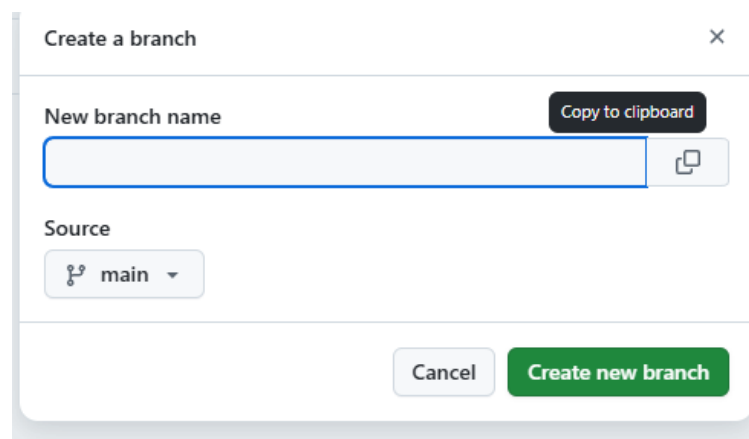 Create a branch
New branch name
Copy to clipboard
Source
main
Cancel
Create new branch